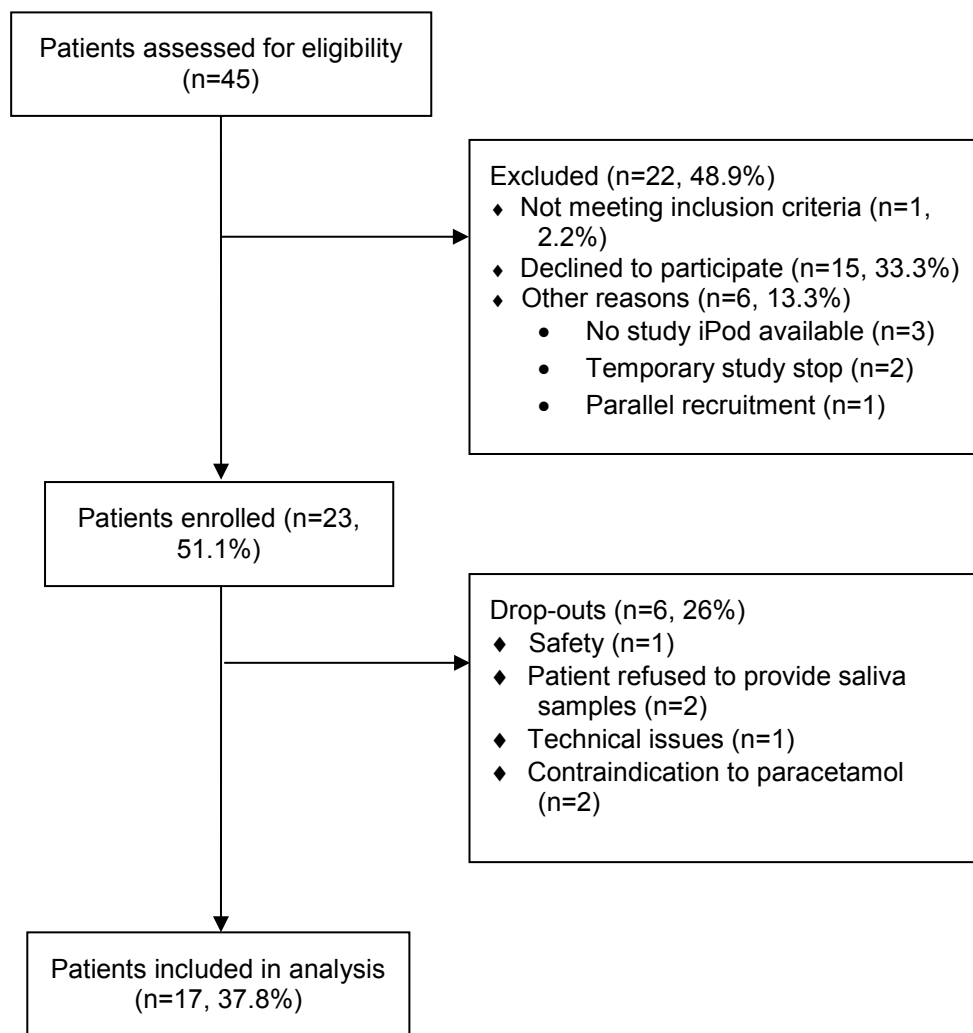 Patients assessed for eligibility
(n=45)
Excluded (n=22, 48.9%)
♦ Not meeting inclusion criteria (n=1,
2.2%)
♦ Declined to participate (n=15, 33.3%)
♦ Other reasons (n=6, 13.3%)
• No study iPod available (n=3)
• Temporary study stop (n=2)
• Parallel recruitment (n=1)
Patients enrolled (n=23,
51.1%)
Drop-outs (n=6, 26%)
♦ Safety (n=1)
♦ Patient refused to provide saliva
samples (n=2)
♦ Technical issues (n=1)
♦ Contraindication to paracetamol
(n=2)
Patients included in analysis
(n=17, 37.8%)